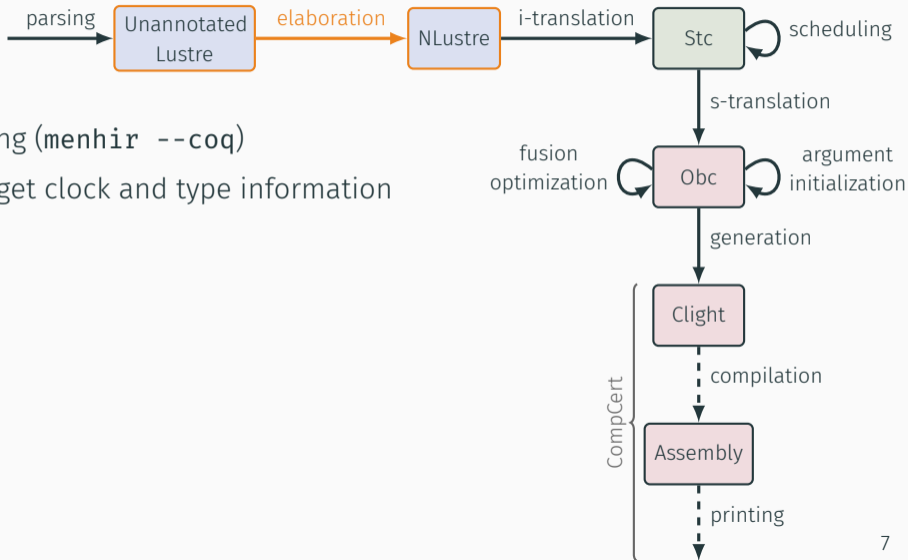 parsing
Unannotated
Lustre
elaboration
NLustre
i-translation
Stc
scheduling
s-translation
ng (menhir --coq)
get clock and type information
fusion
optimization
Obc
argument
initialization
generation
Clight
compilation
CompCert
Assembly
printing
7